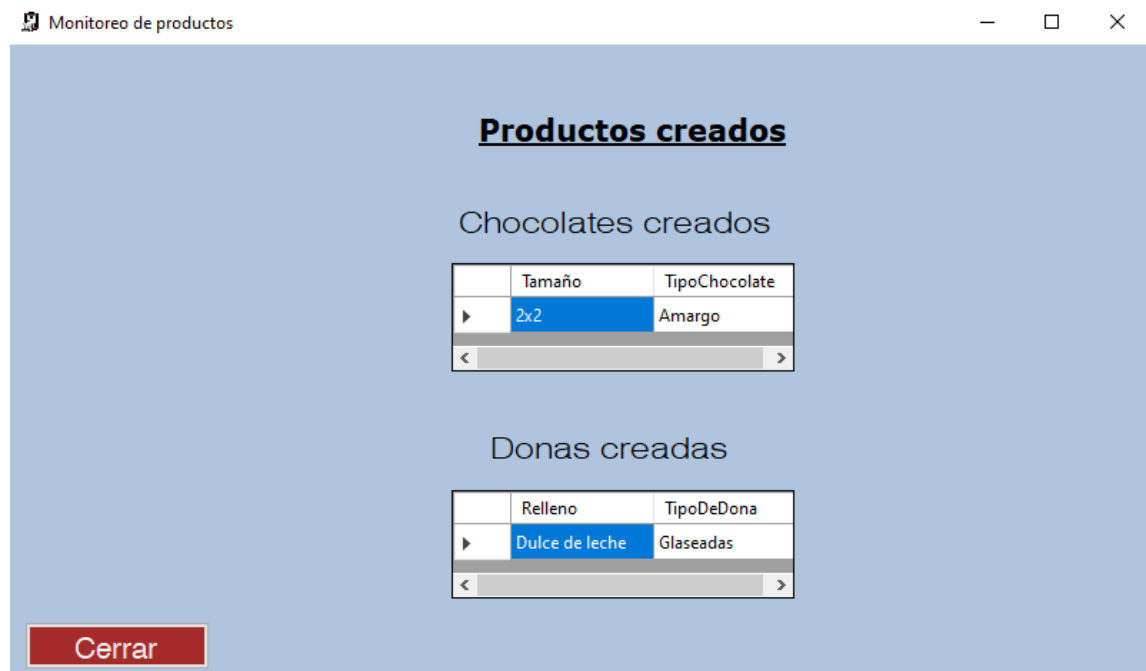 Monitoreo de productos
Productos creados
Chocolates creados
Tamaño TipoChocolate
2x2 Amargo
Donas creadas
Relleno TipoDeDona
Dulce de leche Glaseadas
Cerrar